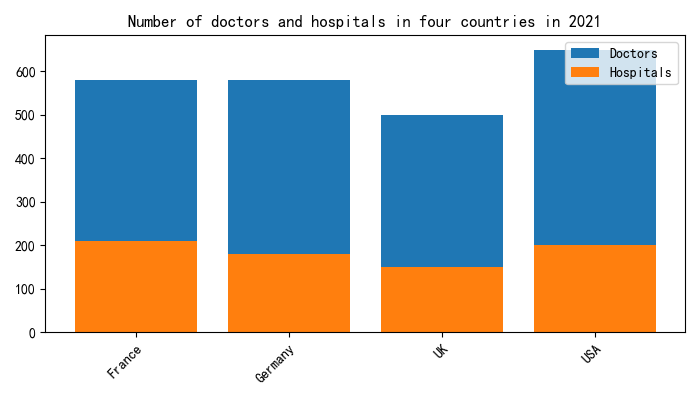 Number of doctors and hospitals in four countries in 2021
Doctors
Hospitals
600
500
400
300
200
100
0
France
Germany
UK
USA